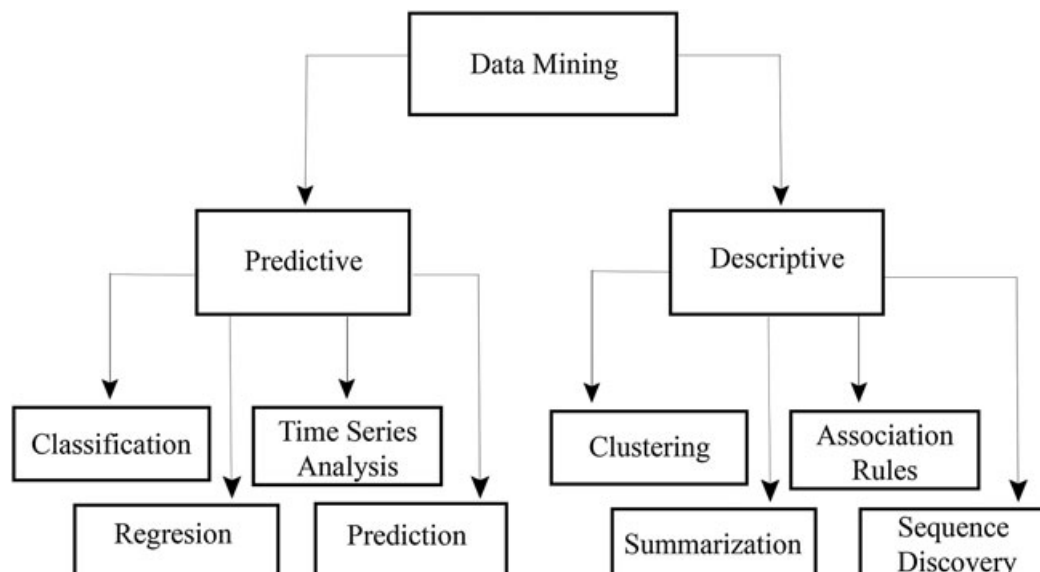 Data Mining
Predictive
Descriptive
Classification
Time Series
Analysis
Clustering
Association
Rules
Regresion
Prediction
Summarization
Sequence
Discovery